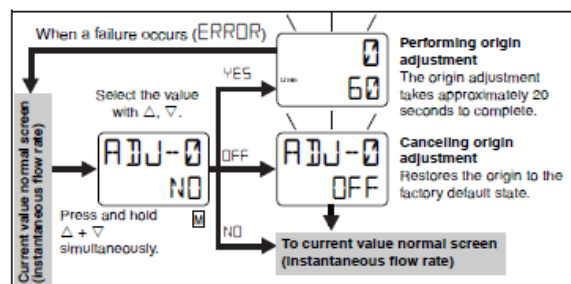 When a failure occurs (ERROR)
0
60
L/min
Performing origin
adjustment
The origin adjustment
takes approximately 20
seconds to complete.
YES
Select the value
with △, ▽.
Current value normal screen
(instantaneous flow rate)
ADJ-0
NO
Press and hold
△ + ▽
simultaneously.
M
OFF
ADJ-0
OFF
Canceling origin
adjustment
Restores the origin to the
factory default state.
NO
To current value normal screen
(instantaneous flow rate)